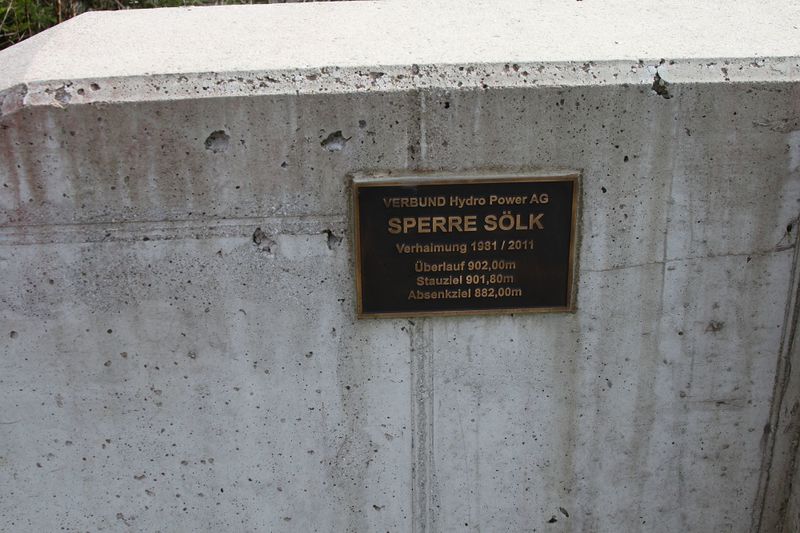 VERBUND Hydro Power AG
SPERRE SÖLK
Verhaimung 1981 / 2011
Überlauf 902,00m
Stauziel 901,80m
Absenkziel 882,00m